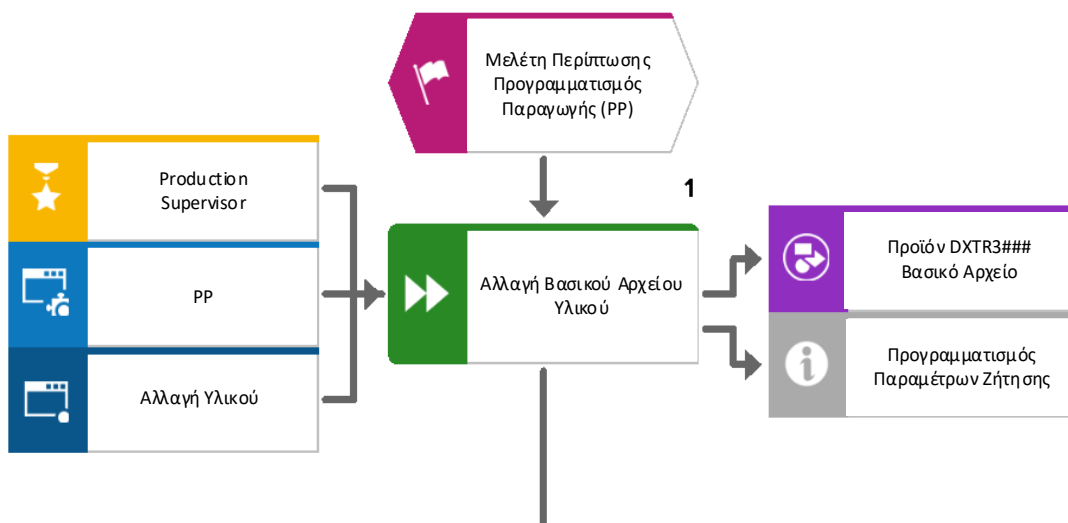 Μελέτη Περίπτωσης
Προγραμματισμός
Παραγωγής (PP)
1
Production
Supervisor
PP
Αλλαγή Υλικού
Αλλαγή Βασικού Αρχείου
Υλικού
Προϊόν DXTR3###
Βασικό Αρχείο
Προγραμματισμός
Παραμέτρων Ζήτησης